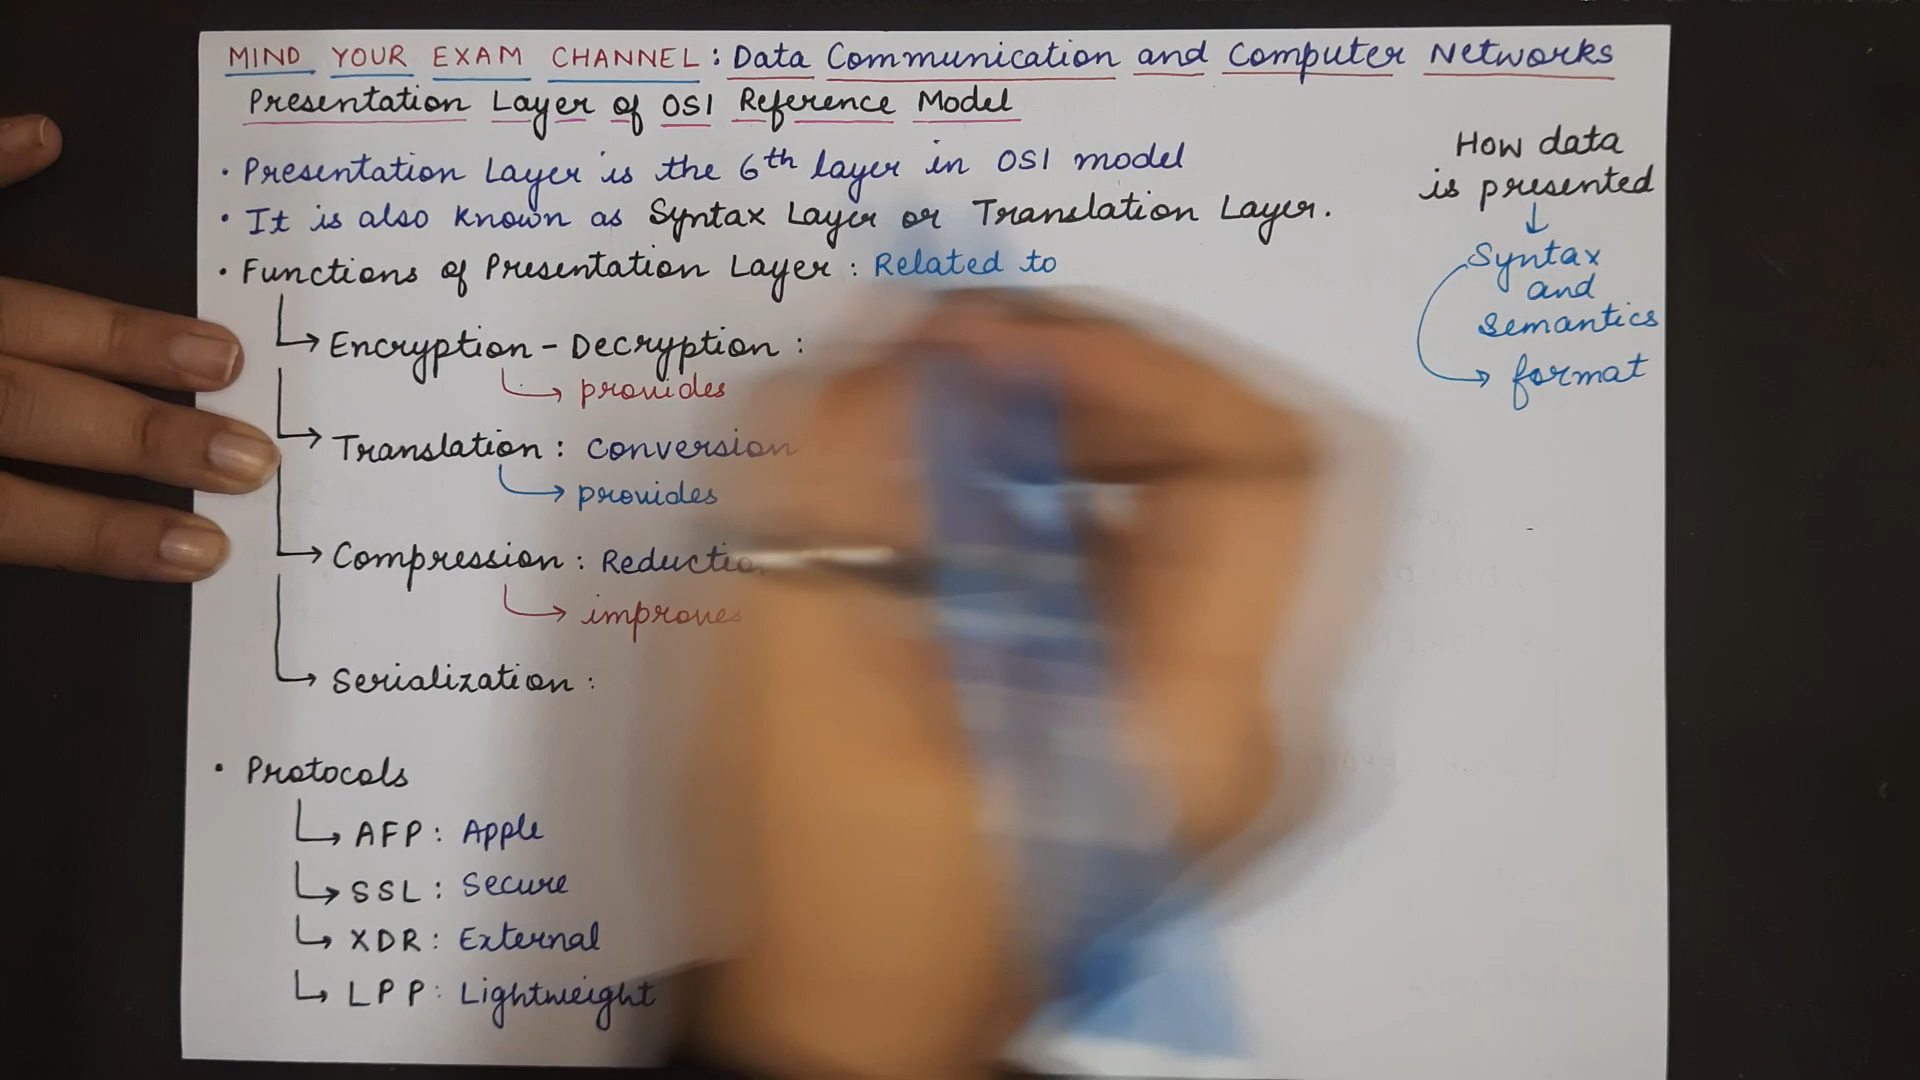 MIND YOUR EXAM CHANNEL: Data Communication and Computer Networks
Presentation Layer of OSI Reference Model
• Presentation Layer is the 6th layer in OSI model
• It is also known as Syntax Layer or Translation Layer.
• Functions of Presentation Layer: Related to
Encryption - Decryption:
provides
Translation: Conversion
provides
Compression: Reduction
improves
Serialization:
• Protocols
AFP: Apple
SSL: Secure
XDR: External
LPP: Lightweight
How data
is presented
Syntax
and
Semantics
format